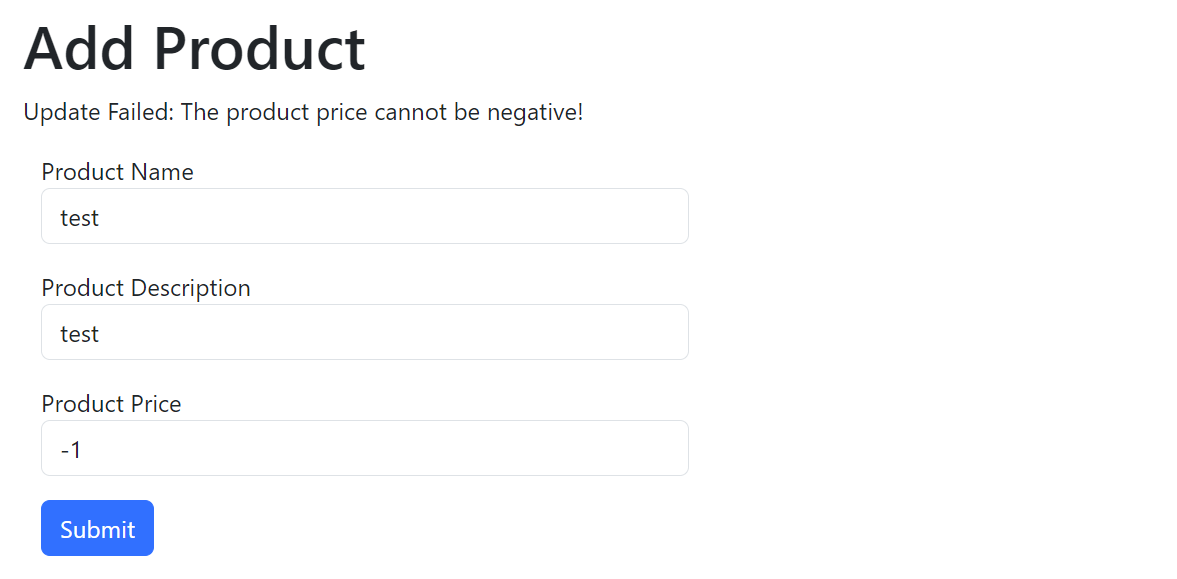 Add Product
Update Failed: The product price cannot be negative!
Product Name
test
Product Description
test
Product Price
-1
Submit